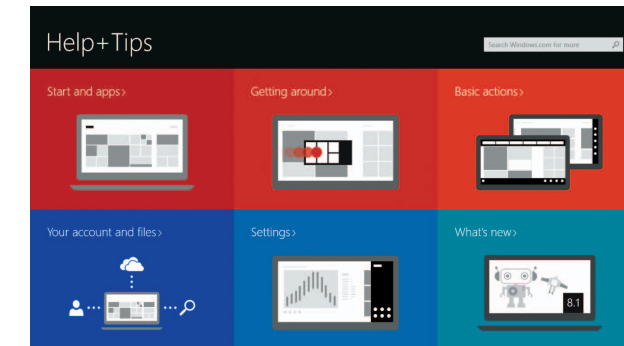 Help+Tips
Search Windows.com for more
Start and apps>
Getting around>
Basic actions>
Your account and files>
Settings>
What's new>
8.1